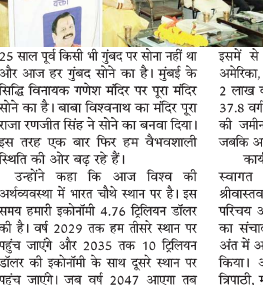 25 साल पूर्व किसी भी गुंबद पर सोना नहीं था
और आज हर गुंबद सोने का है। मुंबई के
सिद्धि विनायक गणेश मंदिर पर पूरा मंदिर
सोने का है। बाबा विश्वनाथ का मंदिर पूरा
राजा रणजीत सिंह ने सोने का बनवा दिया।
इस तरह एक बार फिर हम वैभवशाली
स्थिति की ओर बढ़ रहे हैं।
उन्होंने कहा कि आज विश्व की
अर्थव्यवस्था में भारत चौथे स्थान पर है। इस
समय हमारी इकोनॉमी 4.76 ट्रिलियन डॉलर
की है। वर्ष 2029 तक हम तीसरे स्थान पर
पहुंच जाएंगे और 2035 तक 10 ट्रिलियन
डॉलर की इकोनॉमी के साथ दूसरे स्थान पर
पहुंच जाएंगे। जब वर्ष 2047 आएगा तब
इसमें से
अमेरिका,
2 लाख व
37.8 वर्ग
की जमीन
जबकि अ
कार्य
स्वागत
श्रीवास्तव
परिचय अ
का संचाल
अंत में अ
किया। अ
त्रिपाठी, म